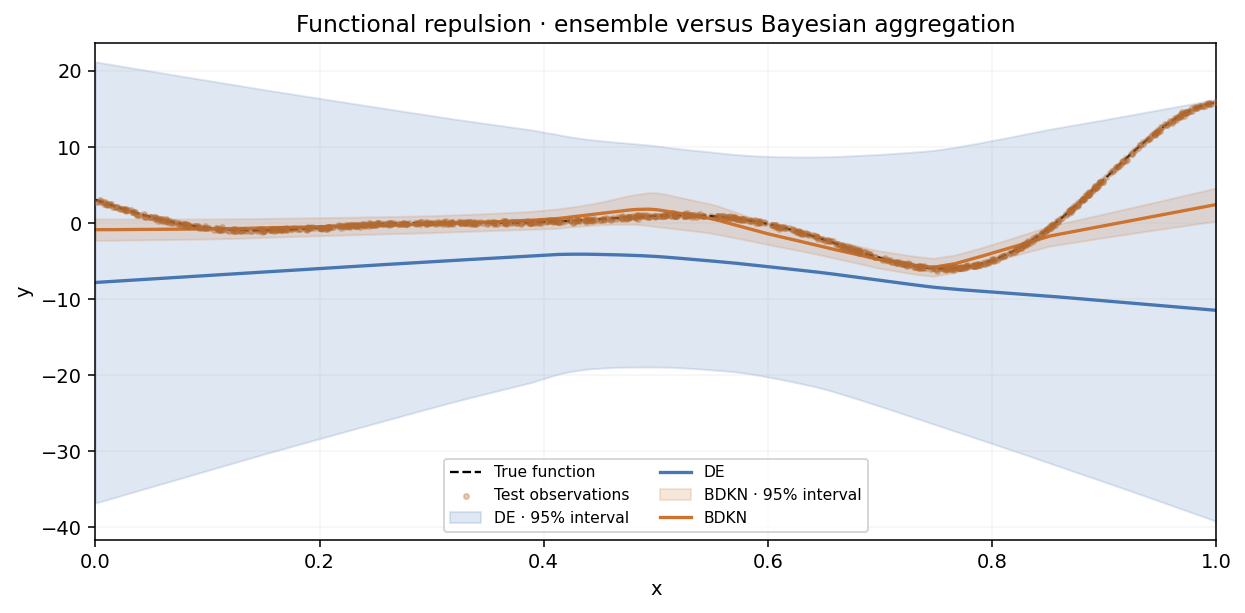 Functional repulsion · ensemble versus Bayesian aggregation
y
20
10
0
−10
−20
−30
−40
True function
Test observations
DE · 95% interval
DE
BDKN · 95% interval
BDKN
0.0 0.2 0.4 0.6 0.8 1.0
x